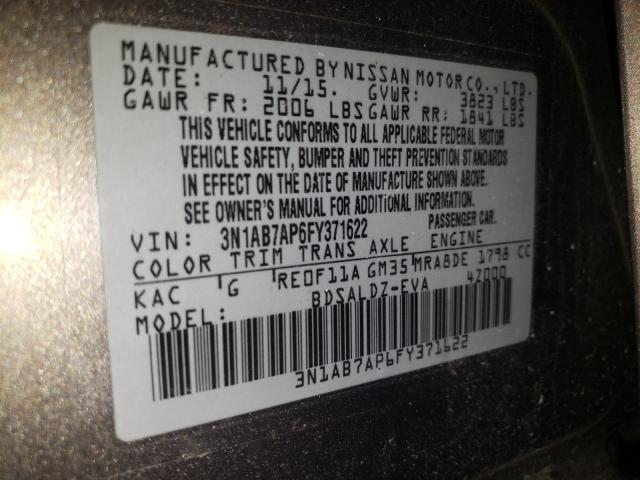 MANUFACTURED BY NISSAN MOTOR CO., LTD.
DATE: 11/15. GVWR: 3823 LBS
GAWR FR: 2006 LBS GAWR RR: 1841 LBS
THIS VEHICLE CONFORMS TO ALL APPLICABLE FEDERAL MOTOR
VEHICLE SAFETY, BUMPER AND THEFT PREVENTION STANDARDS
IN EFFECT ON THE DATE OF MANUFACTURE SHOWN ABOVE.
SEE OWNER'S MANUAL FOR ADDITIONAL INFORMATION.
VIN: 3N1AB7AP6FY371622 PASSENGER CAR.
COLOR TRIM TRANS AXLE ENGINE
KAC G RE0F11A GM35 MRA8DE 1798 CC
MODEL: BDSALDZ-EVA 4Z000
3N1AB7AP6FY371622